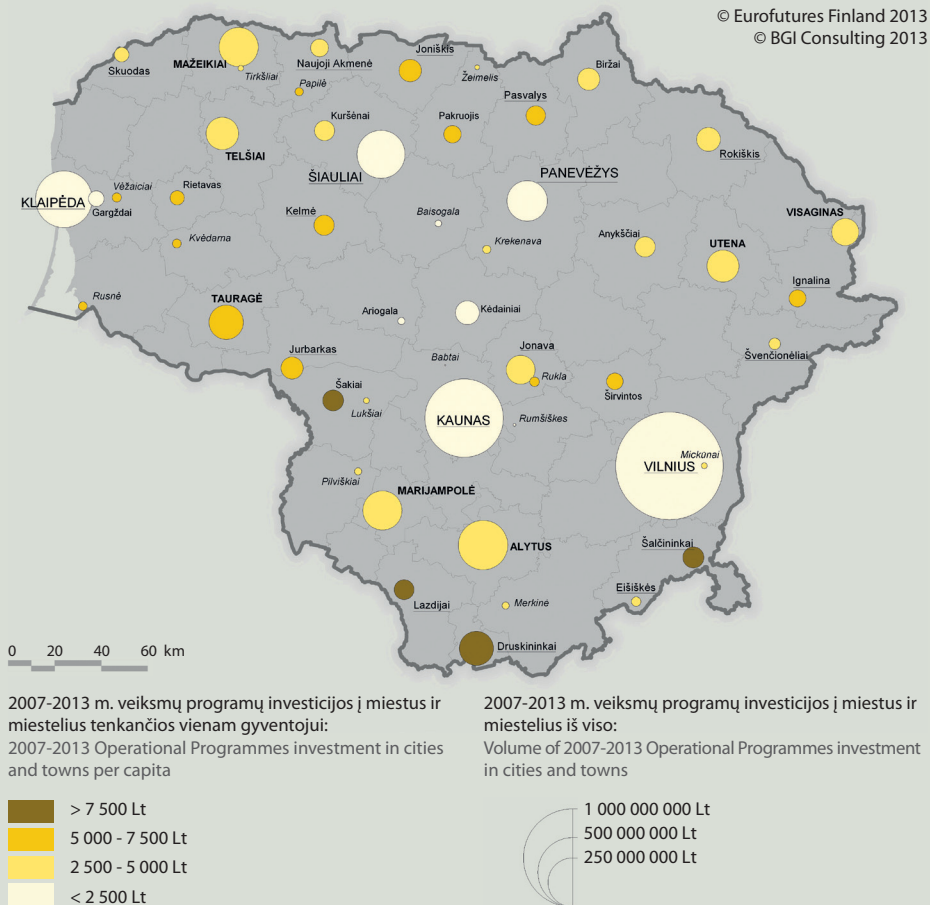 © Eurofutures Finland 2013
© BGI Consulting 2013
Skuodas
MAŽEIKIAI
Tirkšliai
Naujoji Akmenė
Papilė
Joniškis
Žeimelis
Biržai
Pasvalys
Pakruojis
Kuršėnai
TELŠIAI
ŠIAULIAI
PANEVĖŽYS
Rokiškis
KLAIPĖDA
Gargždai
Vėžaiciai
Rietavas
Kelmė
Baisogala
Kvėdarna
Krekenava
Anykščiai
UTENA
VISAGINAS
Ignalina
Rusnė
TAURAGĖ
Ariogala
Kėdainiai
Švenčionėliai
Jurbarkas
Babtai
Jonava
Rukla
Širvintos
Šakiai
Lukšiai
KAUNAS
Rumšiškes
VILNIUS
Mickūnai
Pilviškiai
MARIJAMPOLĖ
ALYTUS
Šalčininkai
Eišiškės
Lazdijai
Merkinė
Druskininkai
0 20 40 60 km
2007-2013 m. veiksmų programų investicijos į miestus ir
miestelius tenkančios vienam gyventojui:
2007-2013 Operational Programmes investment in cities
and towns per capita
> 7 500 Lt
5 000 - 7 500 Lt
2 500 - 5 000 Lt
< 2 500 Lt
2007-2013 m. veiksmų programų investicijos į miestus ir
miestelius iš viso:
Volume of 2007-2013 Operational Programmes investment
in cities and towns
1 000 000 000 Lt
500 000 000 Lt
250 000 000 Lt